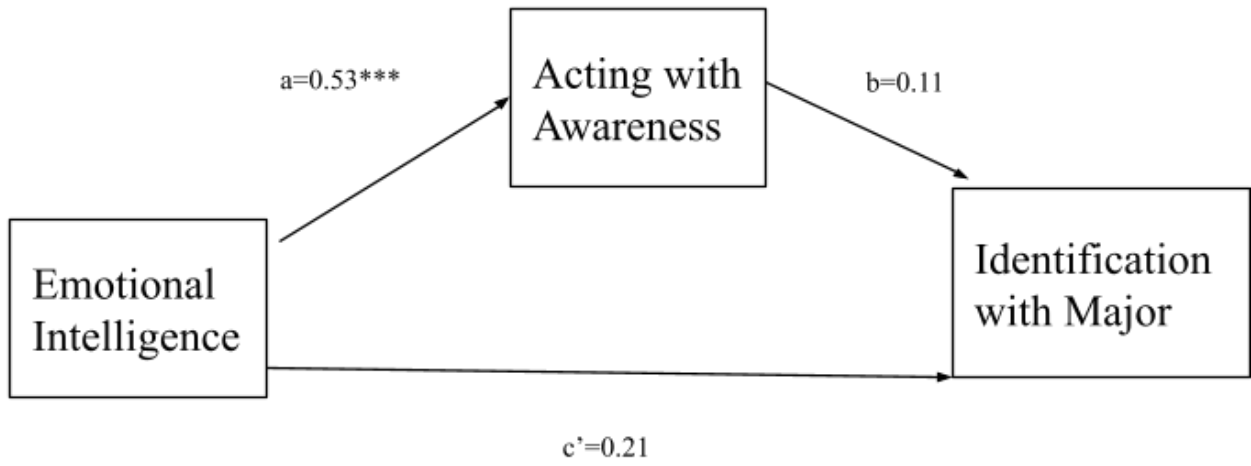 Acting with
Awareness
a=0.53***
b=0.11
Emotional
Intelligence
Identification
with Major
c’=0.21